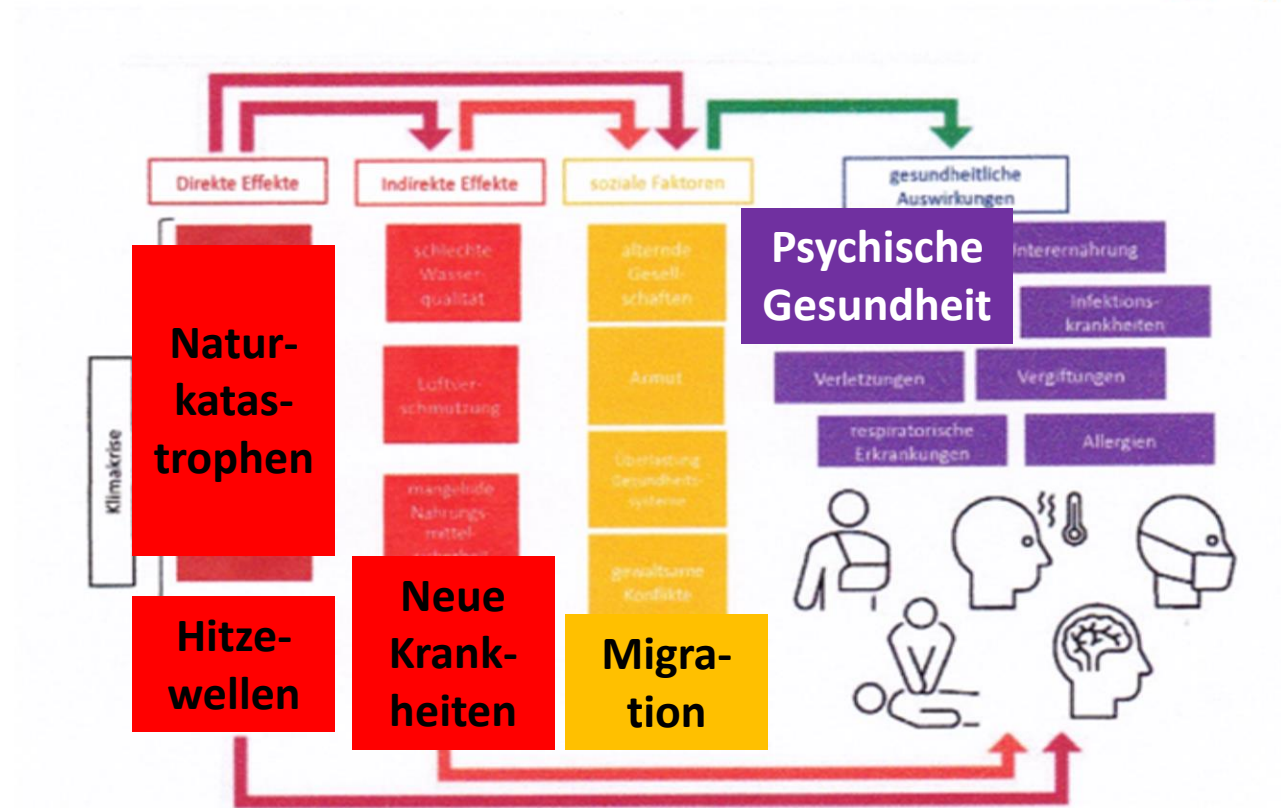 Direkte Effekte
Indirekte Effekte
soziale Faktoren
gesundheitliche
Auswirkungen
Klimakrise
Natur-
katas-
trophen
Hitze-
wellen
schlechte
Wasser-
qualität
Luftver-
schmutzung
mangelnde
Nahrungs-
mittel-
Neue
Krank-
heiten
alternde
Gesell-
schaften
Armut
Überlastung
Gesundheits-
systeme
gewaltsame
Konflikte
Migra-
tion
Psychische
Gesundheit
Unterernährung
Infektions-
krankheiten
Verletzungen
Vergiftungen
respiratorische
Erkrankungen
Allergien